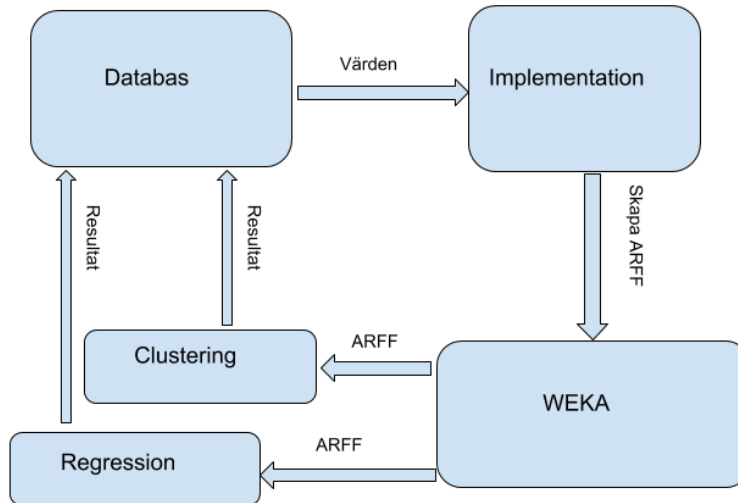 Databas
Värden
Implementation
Resultat
Resultat
Skapa ARFF
Clustering
ARFF
WEKA
Regression
ARFF